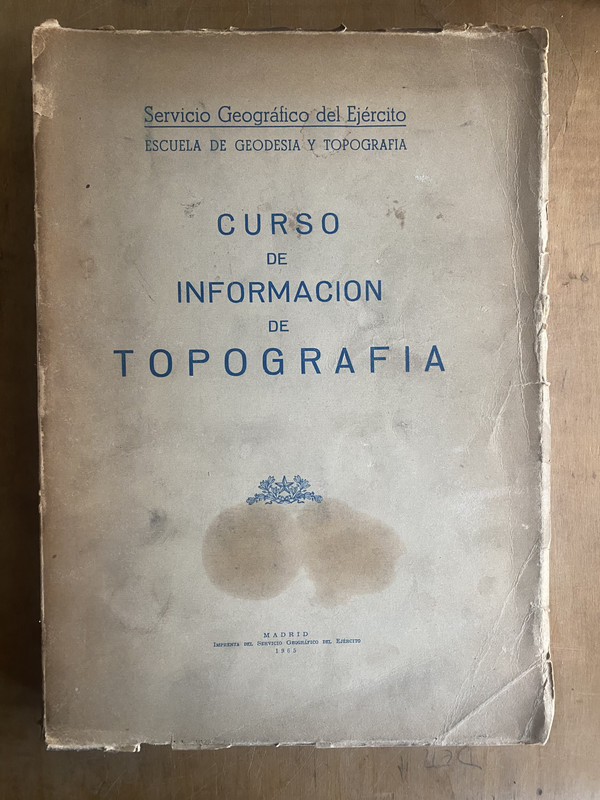 Servicio Geográfico del Ejército
ESCUELA DE GEODESIA Y TOPOGRAFIA
CURSO
DE
INFORMACION
DE
TOPOGRAFIA
MADRID
IMPRENTA DEL SERVICIO GEOGRÁFICO DEL EJÉRCITO
1965